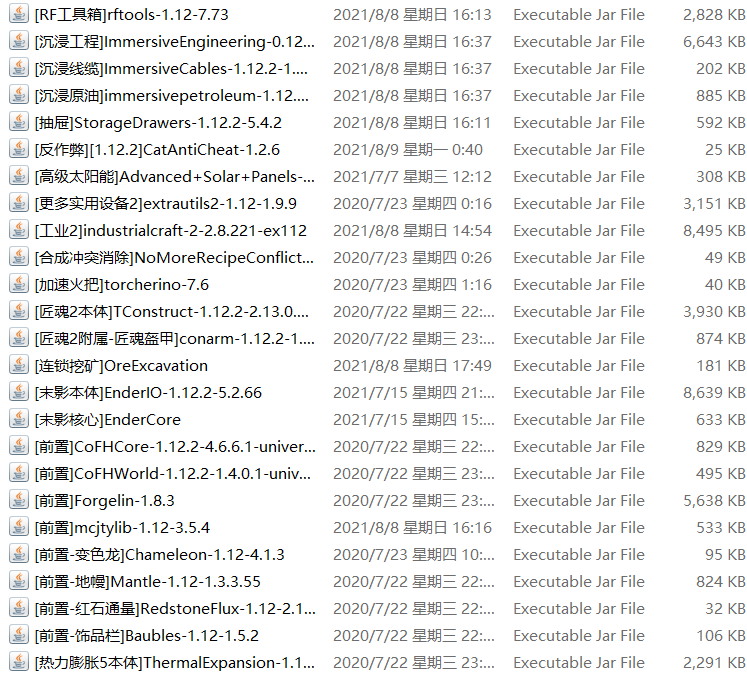 [RF工具箱]rftools-1.12-7.73 2021/8/8 星期日 16:13 Executable Jar File 2,828 KB
[沉浸工程]ImmersiveEngineering-0.12... 2021/8/8 星期日 16:37 Executable Jar File 6,643 KB
[沉浸线缆]ImmersiveCables-1.12.2-1.... 2021/8/8 星期日 16:37 Executable Jar File 202 KB
[沉浸原油]immersivepetroleum-1.12.... 2021/8/8 星期日 16:37 Executable Jar File 885 KB
[抽屉]StorageDrawers-1.12.2-5.4.2 2021/8/8 星期日 16:11 Executable Jar File 592 KB
[反作弊][1.12.2]CatAntiCheat-1.2.6 2021/8/9 星期一 0:40 Executable Jar File 25 KB
[高级太阳能]Advanced+Solar+Panels-... 2021/7/7 星期三 12:12 Executable Jar File 308 KB
[更多实用设备2]extrautils2-1.12-1.9.9 2020/7/23 星期四 0:16 Executable Jar File 3,151 KB
[工业2]industrialcraft-2-2.8.221-ex112 2021/8/8 星期日 14:54 Executable Jar File 8,495 KB
[合成冲突消除]NoMoreRecipeConflict... 2020/7/23 星期四 0:26 Executable Jar File 49 KB
[加速火把]torcherino-7.6 2020/7/23 星期四 1:16 Executable Jar File 40 KB
[匠魂2本体]TConstruct-1.12.2-2.13.0.... 2020/7/22 星期三 22:... Executable Jar File 3,930 KB
[匠魂2附属-匠魂盔甲]conarm-1.12.2-1.... 2020/7/22 星期三 23:... Executable Jar File 874 KB
[连锁挖矿]OreExcavation 2021/8/8 星期日 17:49 Executable Jar File 181 KB
[末影本体]EnderIO-1.12.2-5.2.66 2021/7/15 星期四 21:... Executable Jar File 8,639 KB
[末影核心]EnderCore 2021/7/15 星期四 15:... Executable Jar File 633 KB
[前置]CoFHCore-1.12.2-4.6.6.1-univer... 2020/7/22 星期三 22:... Executable Jar File 829 KB
[前置]CoFHWorld-1.12.2-1.4.0.1-univ... 2020/7/22 星期三 23:... Executable Jar File 495 KB
[前置]Forgelin-1.8.3 2020/7/22 星期三 23:... Executable Jar File 5,638 KB
[前置]mcjtylib-1.12-3.5.4 2021/8/8 星期日 16:16 Executable Jar File 533 KB
[前置-变色龙]Chameleon-1.12-4.1.3 2020/7/23 星期四 10:... Executable Jar File 95 KB
[前置-地幔]Mantle-1.12-1.3.3.55 2020/7/22 星期三 22:... Executable Jar File 824 KB
[前置-红石通量]RedstoneFlux-1.12-2.1... 2020/7/22 星期三 22:... Executable Jar File 32 KB
[前置-饰品栏]Baubles-1.12-1.5.2 2020/7/22 星期三 22:... Executable Jar File 106 KB
[热力膨胀5本体]ThermalExpansion-1.1... 2020/7/22 星期三 23:... Executable Jar File 2,291 KB